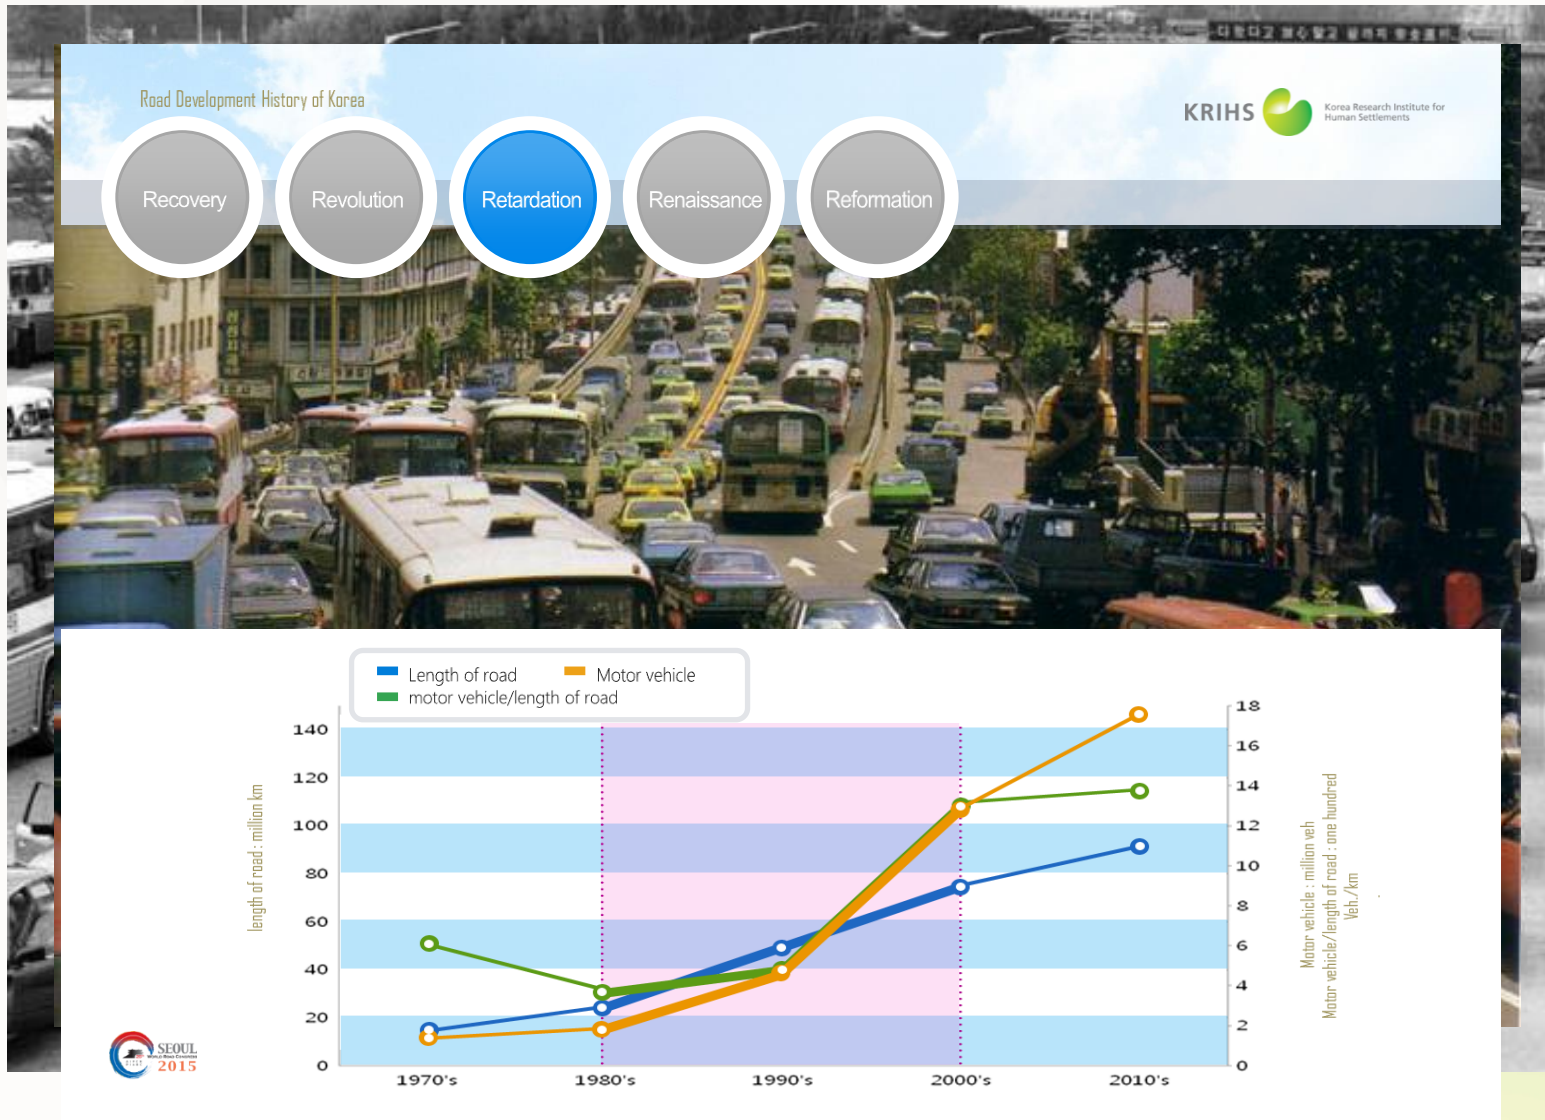 Road Development History of Korea
KRIHS
Korea Research Institute for
Human Settlements
Recovery
Revolution
Retardation
Renaissance
Reformation
Length of road
Motor vehicle
motor vehicle/length of road
length of road : million km
140
120
100
80
60
40
20
0
18
16
14
12
10
8
6
4
2
0
Motor vehicle : million veh
Motor vehicle/length of road : one hundred
Veh./km
1970's
1980's
1990's
2000's
2010's
SEOUL
2015